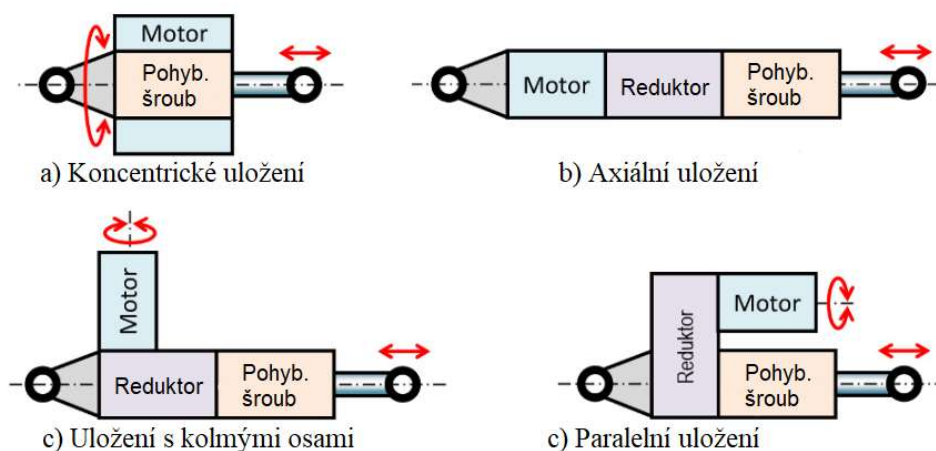 Motor
Pohyb.
šroub
a) Koncentrické uložení
Motor
Reduktor
Pohyb.
šroub
b) Axiální uložení
Motor
Reduktor
Pohyb.
šroub
c) Uložení s kolmými osami
Reduktor
Motor
Pohyb.
šroub
c) Paralelní uložení